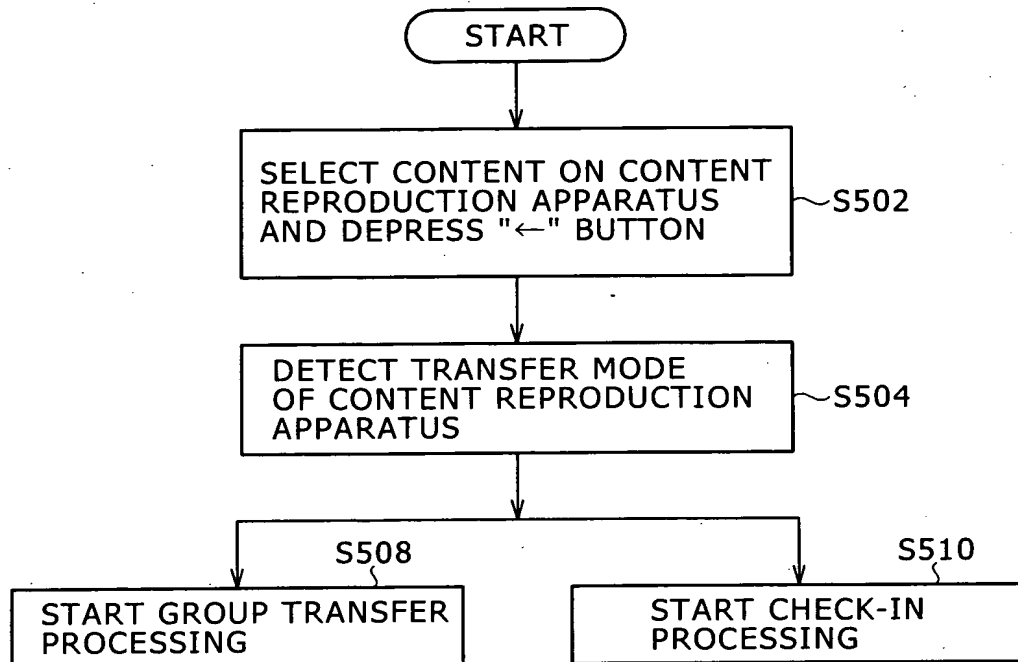 START
SELECT CONTENT ON CONTENT
REPRODUCTION APPARATUS
AND DEPRESS "←" BUTTON
S502
DETECT TRANSFER MODE
OF CONTENT REPRODUCTION
APPARATUS
S504
S508
START GROUP TRANSFER
PROCESSING
S510
START CHECK-IN
PROCESSING